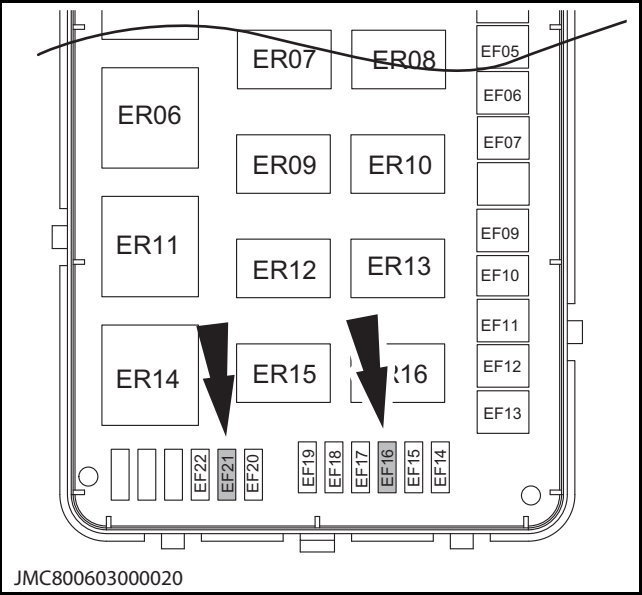 ER07 ER08 EF05
EF06
ER06
EF07
ER09 ER10
EF09
ER11
ER12 ER13 EF10
EF11
EF12
ER14 ER15 R16
EF13
EF22 EF21 EF20 EF19 EF18 EF17 EF16 EF15 EF14
JMC800603000020